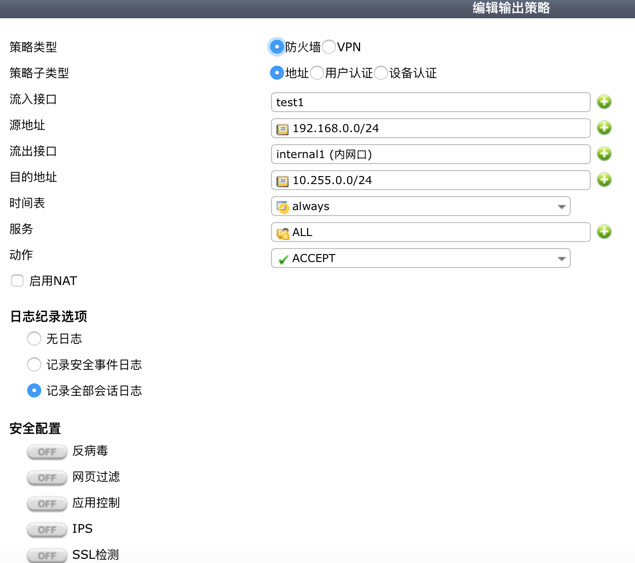 编辑输出策略
策略类型 防火墙 VPN
策略子类型 地址 用户认证 设备认证
流入接口 test1
源地址 192.168.0.0/24
流出接口 internal1 (内网口)
目的地址 10.255.0.0/24
时间表 always
服务 ALL
动作 ACCEPT
启用NAT
日志纪录选项
无日志
记录安全事件日志
记录全部会话日志
安全配置
OFF 反病毒
OFF 网页过滤
OFF 应用控制
OFF IPS
OFF SSL检测